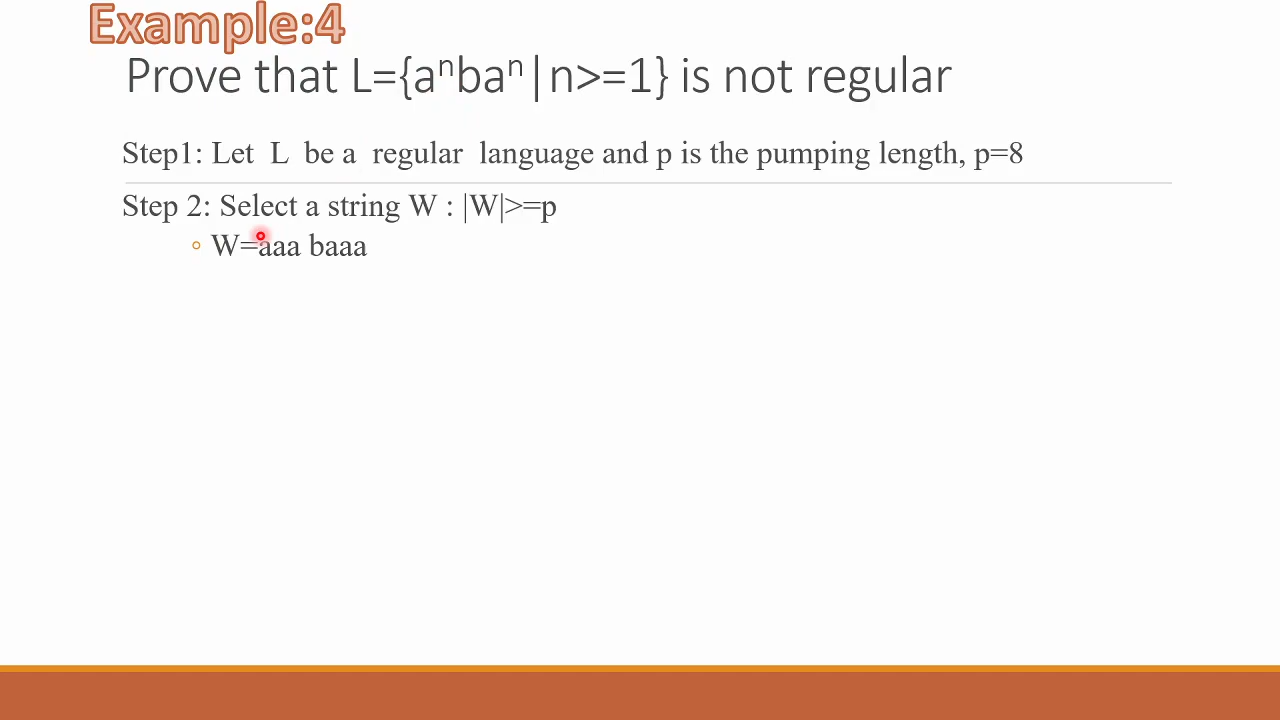 Example:4
Prove that L={aⁿbaⁿ|n>=1} is not regular
Step1: Let L be a regular language and p is the pumping length, p=8
Step 2: Select a string W : |W|>=p
◦ W=aaa baaa